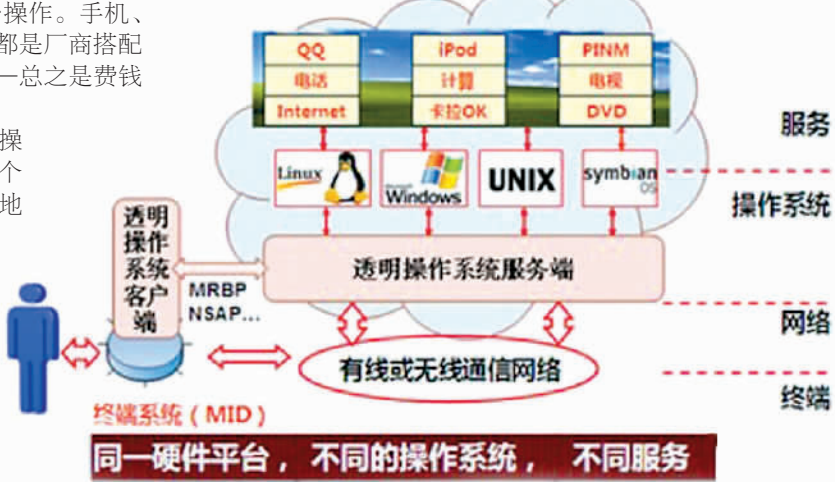 操作。手机、
都是厂商搭配
—总之是费钱
操
个
地
QQ
iPod
PINM
电话
计算
电视
Internet
卡拉OK
DVD
服务
Linux
Microsoft
Windows
UNIX
symbian
OS
操作系统
透明
操作
系统
客户
端
透明操作系统服务端
MRBP
NSAP...
网络
有线或无线通信网络
终端
终端系统（MID）
同一硬件平台， 不同的操作系统， 不同服务